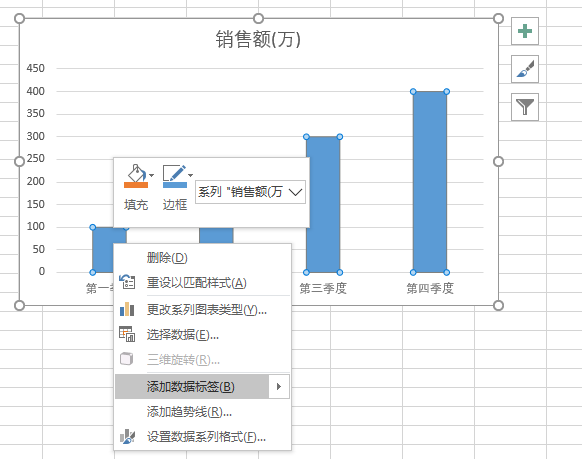 销售额(万)
450
400
350
300
250
200
150
100
50
0
填充
边框
系列 "销售额(万
第一
第三季度
第四季度
删除(D)
重设以匹配样式(A)
更改系列图表类型(Y)...
选择数据(E)...
三维旋转(R)...
添加数据标签(B)
添加趋势线(R)...
设置数据系列格式(F)...